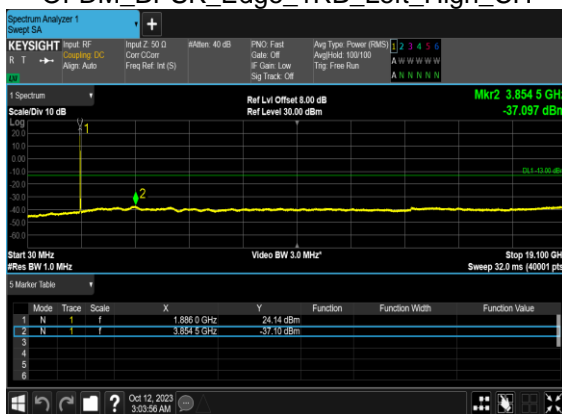 Spectrum Analyzer 1
Swept SA
+
KEYSIGHT Input: RF Input Z: 50 Ω #Atten: 40 dB PNO: Fast Avg Type: Power (RMS) 1 2 3 4 5 6
R T Coupling: DC Corr CCorr Gate: Off Avg|Hold: 100/100 A W W W W W
Align: Auto Freq Ref: Int (S) IF Gain: Low Trig: Free Run
Sig Track: Off A N N N N N
1 Spectrum Ref Lvl Offset 8.00 dB Mkr2 3.854 5 GHz
Scale/Div 10 dB Ref Level 30.00 dBm -37.097 dBm
Log
20.0
10.0
0.00
-10.0
DL1 -13.00 dBm
-20.0
-30.0
-40.0
-50.0
-60.0
1
2
Start 30 MHz Video BW 3.0 MHz* Stop 19.100 GHz
#Res BW 1.0 MHz Sweep 32.0 ms (40001 pts)
5 Marker Table
Mode Trace Scale X Y Function Function Width Function Value
1 N 1 f 1.886 0 GHz 24.14 dBm
2 N 1 f 3.854 5 GHz -37.10 dBm
3
4
5
6
? Oct 12, 2023
3:03:56 AM